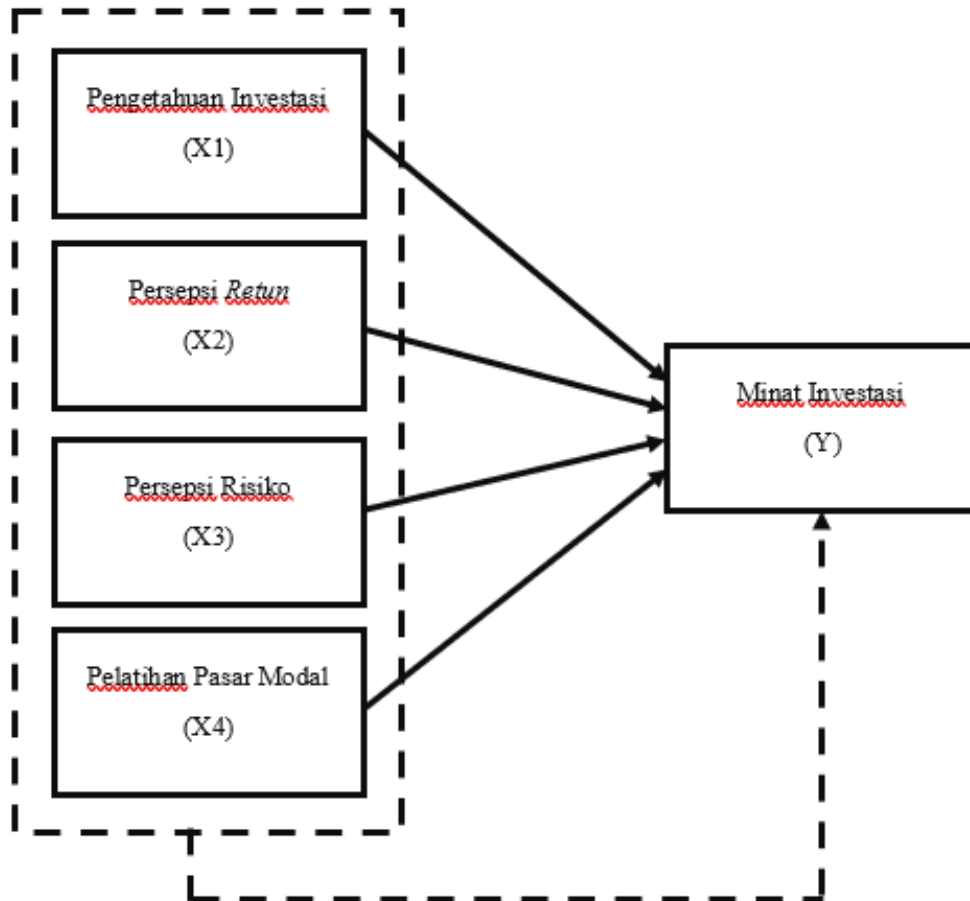 Pengetahuan Investasi
(X1)
Persepsi Retun
(X2)
Persepsi Risiko
(X3)
Pelatihan Pasar Modal
(X4)
Minat Investasi
(Y)